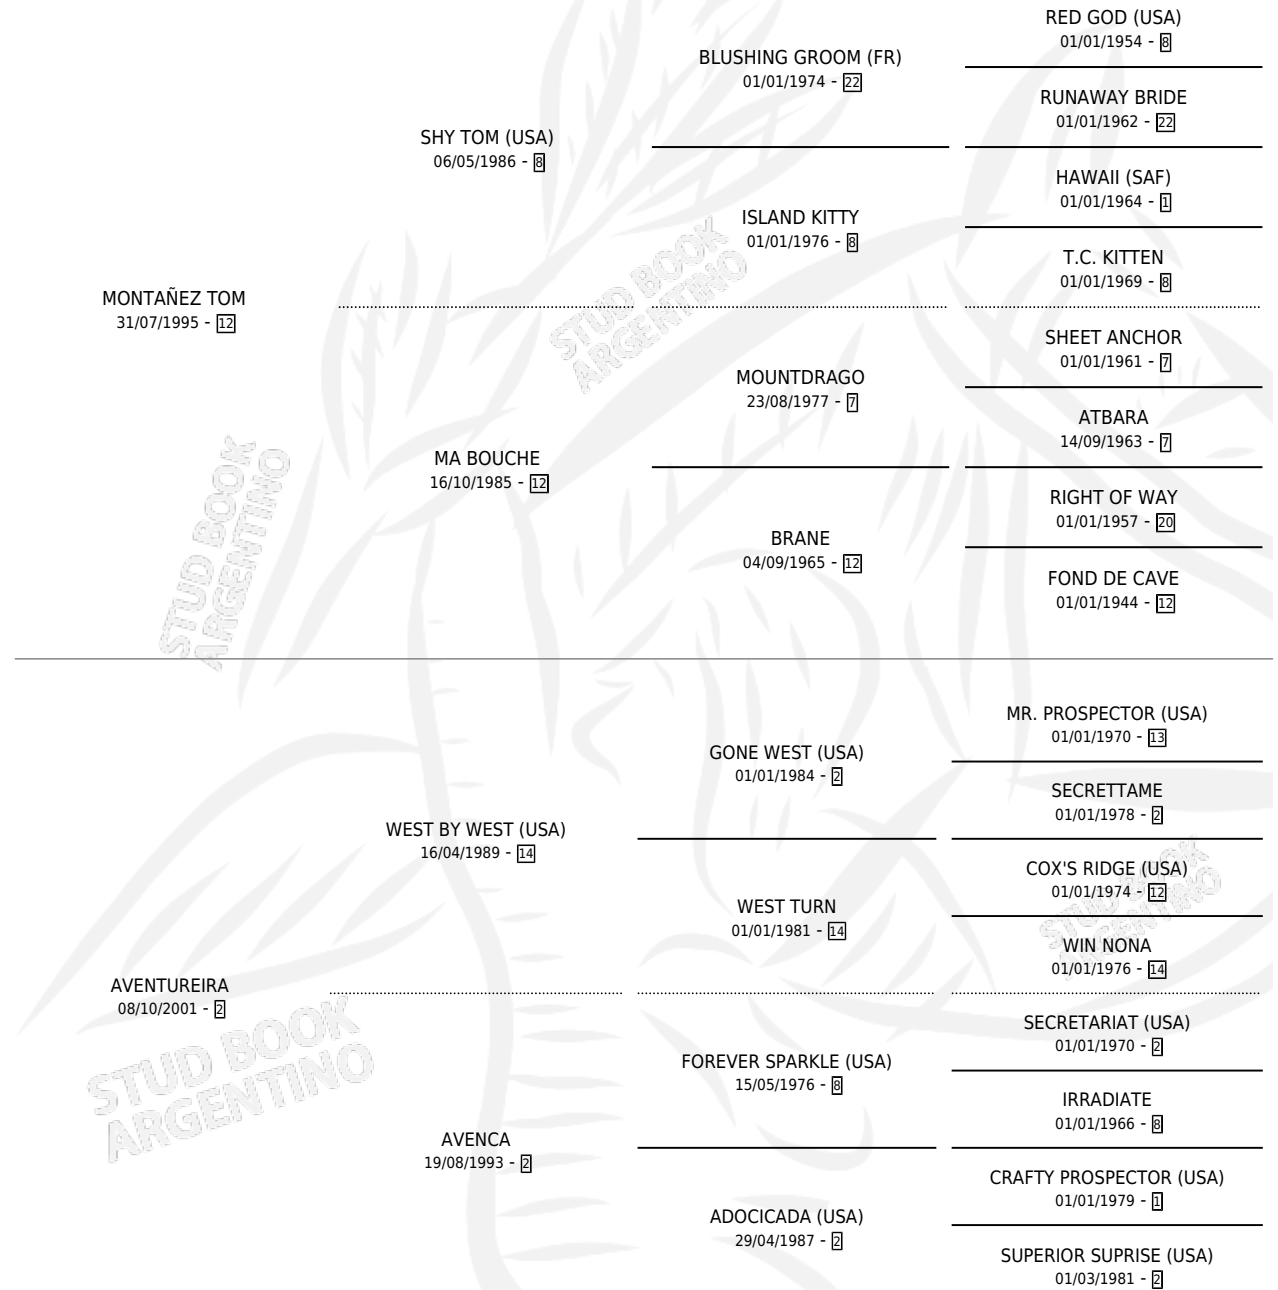 RED GOD (USA)
01/01/1954 - 8
BLUSHING GROOM (FR)
01/01/1974 - 22
RUNAWAY BRIDE
01/01/1962 - 22
SHY TOM (USA)
06/05/1986 - 8
HAWAII (SAF)
01/01/1964 - 1
ISLAND KITTY
01/01/1976 - 8
T.C. KITTEN
01/01/1969 - 8
MONTAÑEZ TOM
31/07/1995 - 12
SHEET ANCHOR
01/01/1961 - 7
MOUNTDRAGO
23/08/1977 - 7
ATBARA
14/09/1963 - 7
MA BOUCHE
16/10/1985 - 12
RIGHT OF WAY
01/01/1957 - 20
BRANE
04/09/1965 - 12
FOND DE CAVE
01/01/1944 - 12
STUD BOOK
ARGENTINO
STUD BOOK
ARGENTINO
MR. PROSPECTOR (USA)
01/01/1970 - 13
GONE WEST (USA)
01/01/1984 - 2
SECRETTAME
01/01/1978 - 2
WEST BY WEST (USA)
16/04/1989 - 14
COX'S RIDGE (USA)
01/01/1974 - 12
WEST TURN
01/01/1981 - 14
WIN NONA
01/01/1976 - 14
STUD BOOK
ARGENTINO
AVENTUREIRA
08/10/2001 - 2
STUD BOOK
ARGENTINO
SECRETARIAT (USA)
01/01/1970 - 2
FOREVER SPARKLE (USA)
15/05/1976 - 8
IRRADIATE
01/01/1966 - 8
AVENCA
19/08/1993 - 2
CRAFTY PROSPECTOR (USA)
01/01/1979 - 1
ADOCICADA (USA)
29/04/1987 - 2
SUPERIOR SUPRISE (USA)
01/03/1981 - 2